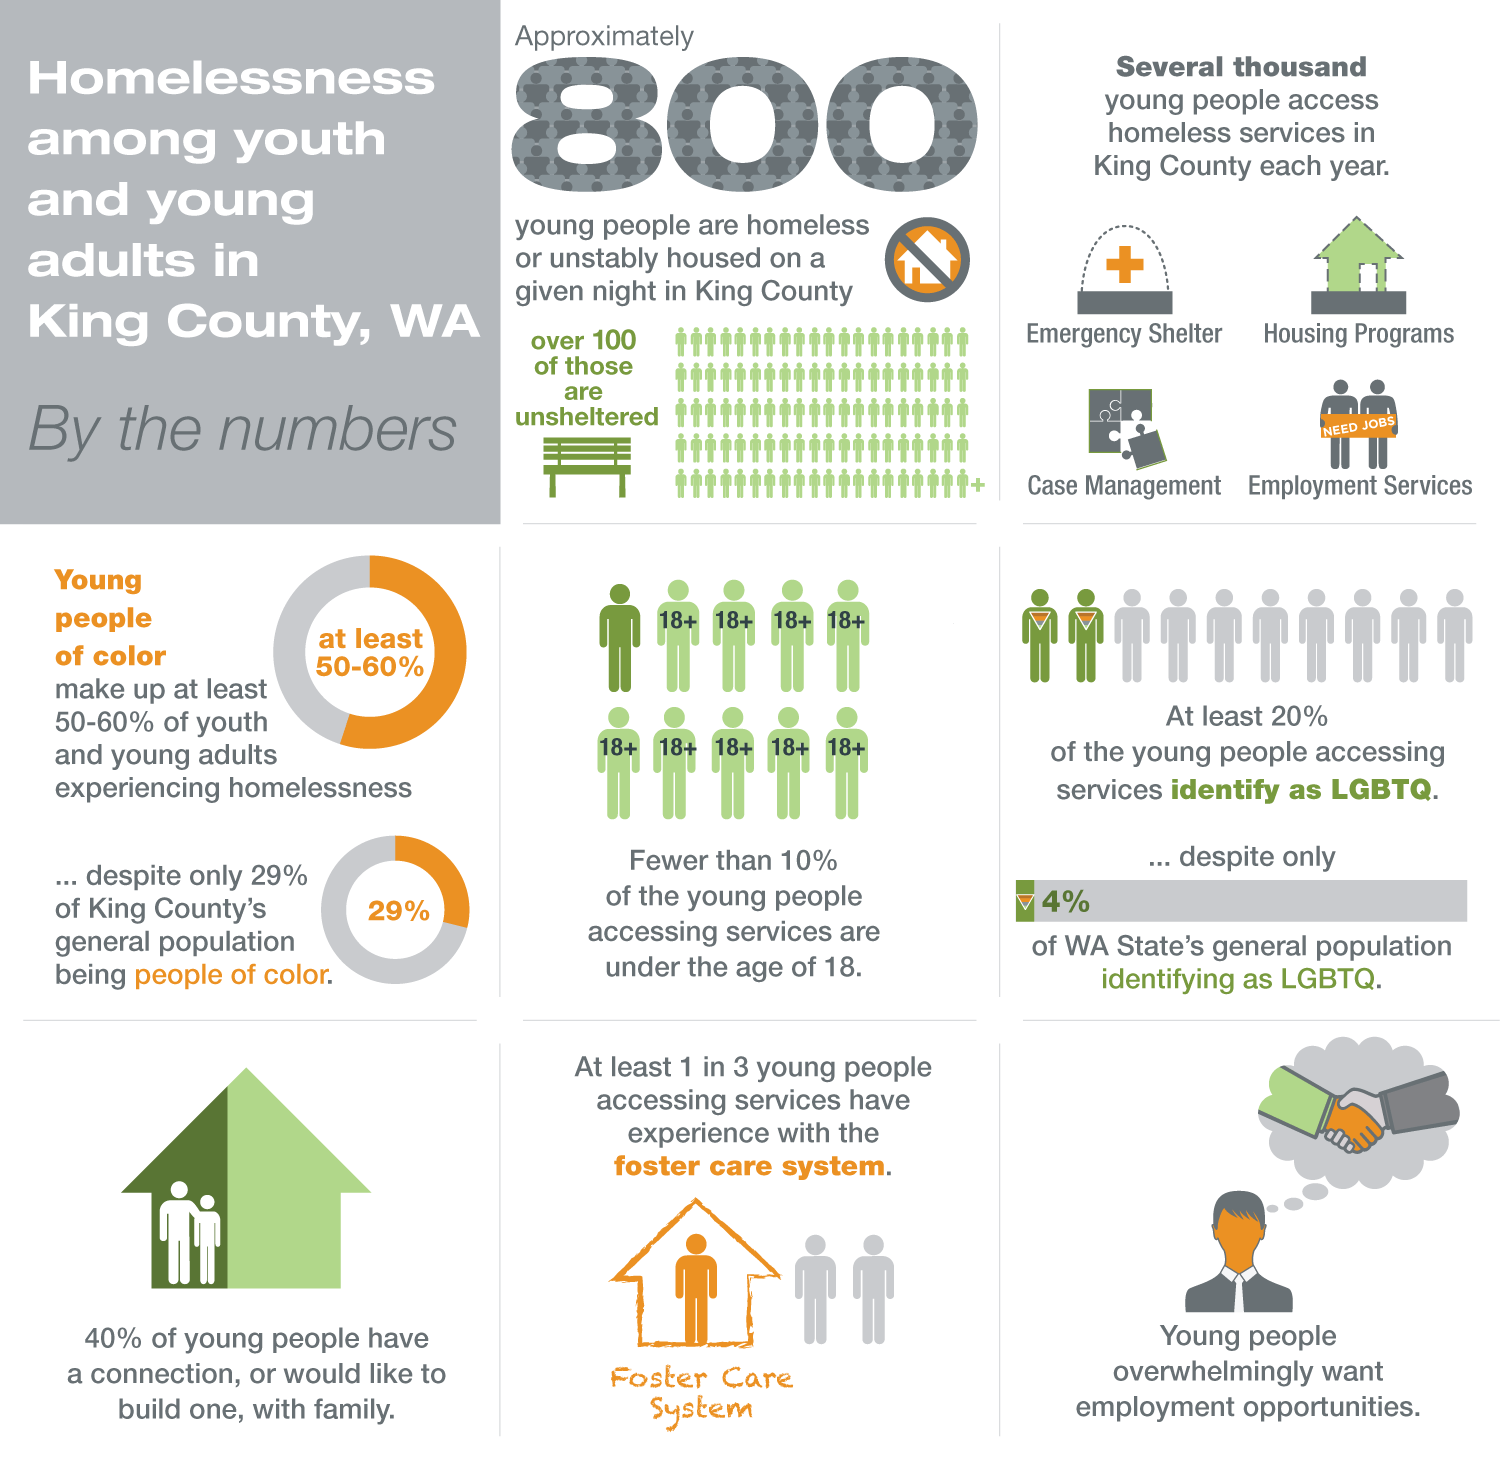 Homelessness
among youth
and young
adults in
King County, WA
By the numbers
Approximately
800
young people are homeless
or unstably housed on a
given night in King County
over 100
of those
are
unsheltered
+
Several thousand
young people access
homeless services in
King County each year.
Emergency Shelter
Housing Programs
Case Management
NEED JOBS
Employment Services
Young
people
of color
make up at least
50-60% of youth
and young adults
experiencing homelessness
at least
50-60%
... despite only 29%
of King County's
general population
being people of color.
29%
18+ 18+ 18+ 18+
18+ 18+ 18+ 18+ 18+
Fewer than 10%
of the young people
accessing services are
under the age of 18.
At least 20%
of the young people accessing
services identify as LGBTQ.
... despite only
4%
of WA State's general population
identifying as LGBTQ.
40% of young people have
a connection, or would like to
build one, with family.
At least 1 in 3 young people
accessing services have
experience with the
foster care system.
Foster Care
System
Young people
overwhelmingly want
employment opportunities.